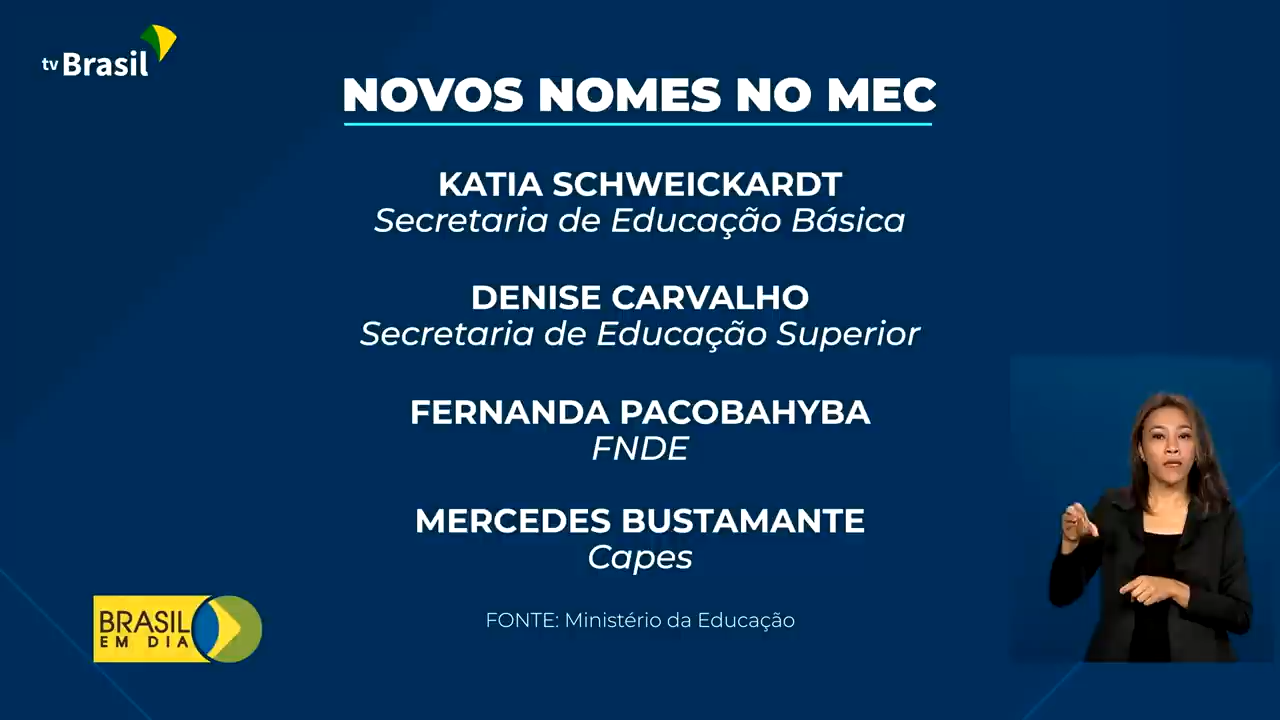 tv Brasil
NOVOS NOMES NO MEC
KATIA SCHWEICKARDT
Secretaria de Educação Básica
DENISE CARVALHO
Secretaria de Educação Superior
FERNANDA PACOBAHYBA
FNDE
MERCEDES BUSTAMANTE
Capes
FONTE: Ministério da Educação
BRASIL
EM DIA